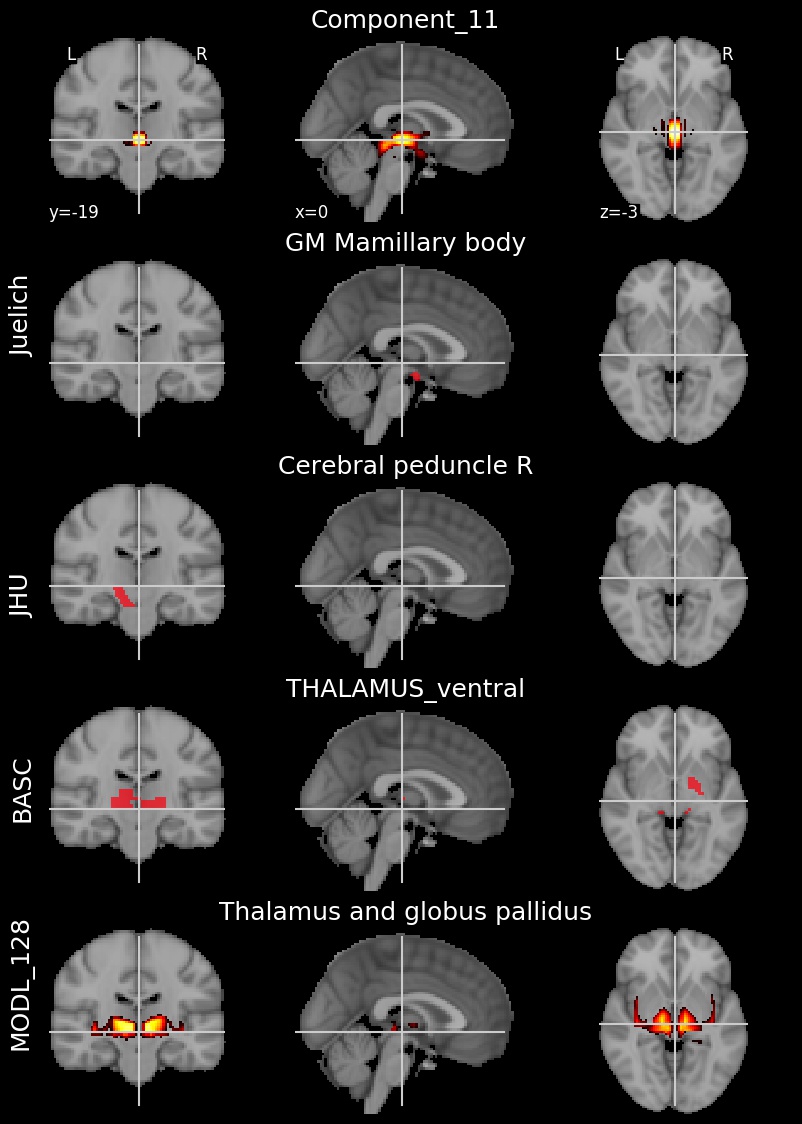 Component_11
L R L R
y=-19 x=0 z=-3
GM Mamillary body
Juelich
Cerebral peduncle R
JHU
THALAMUS_ventral
BASC
Thalamus and globus pallidus
MODL_128